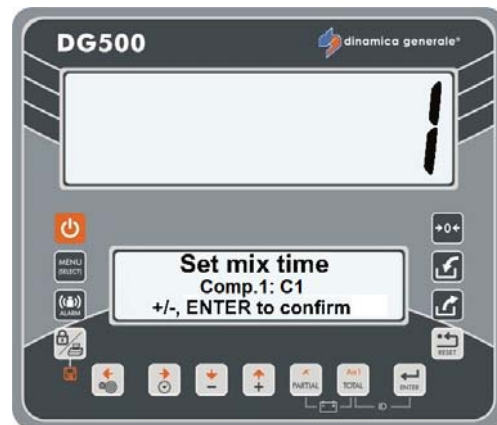 DG500
dinamica generale®
1
Set mix time
Comp.1: C1
+/-, ENTER to confirm
MENU
(SELECT)
ALARM
→0←
RESET
-
+
PARTIAL
TOTAL
ENTER
ID